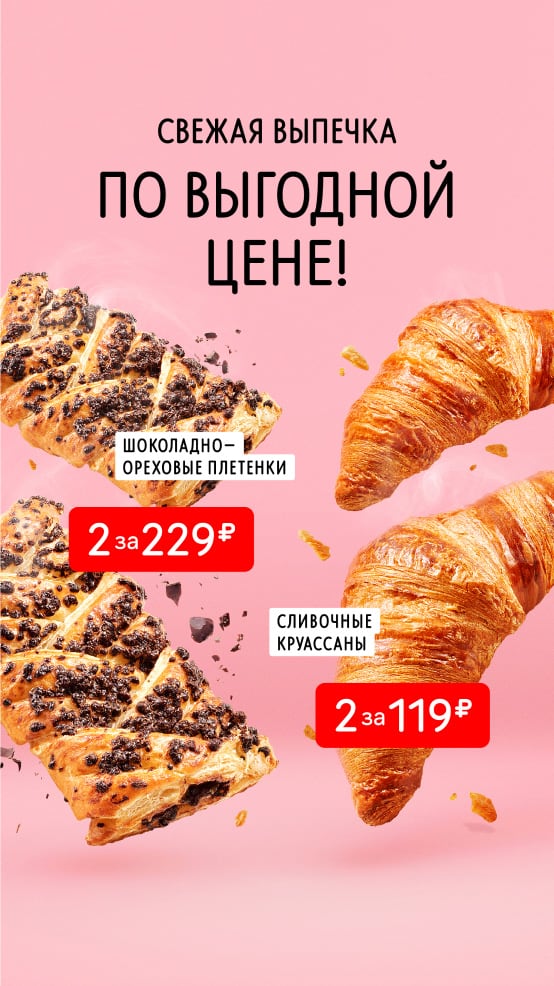 СВЕЖАЯ ВЫПЕЧКА
ПО ВЫГОДНОЙ
ЦЕНЕ!
ШОКОЛАДНО–
ОРЕХОВЫЕ ПЛЕТЕНКИ
2 за 229₽
СЛИВОЧНЫЕ
КРУАССАНЫ
2 за 119₽